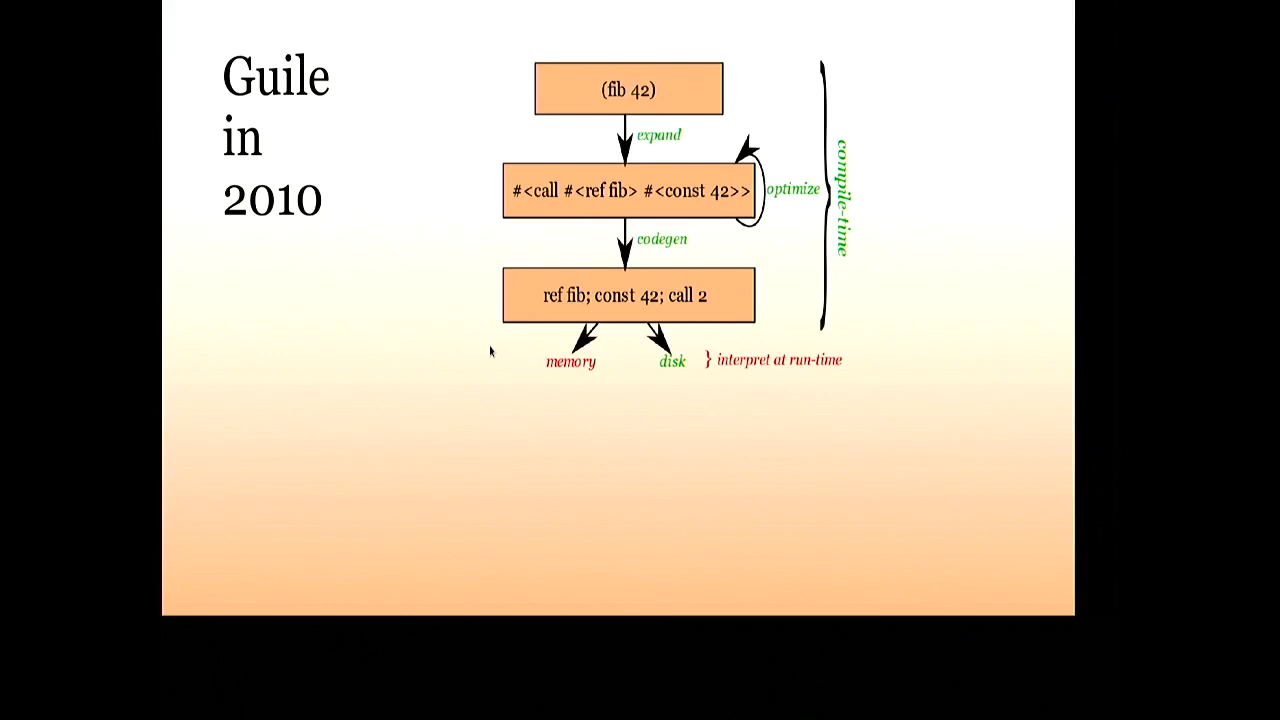 Guile
in
2010
(fib 42)
expand
#<call #<ref fib> #<const 42>>
optimize
codegen
ref fib; const 42; call 2
compile-time
memory
disk
} interpret at run-time